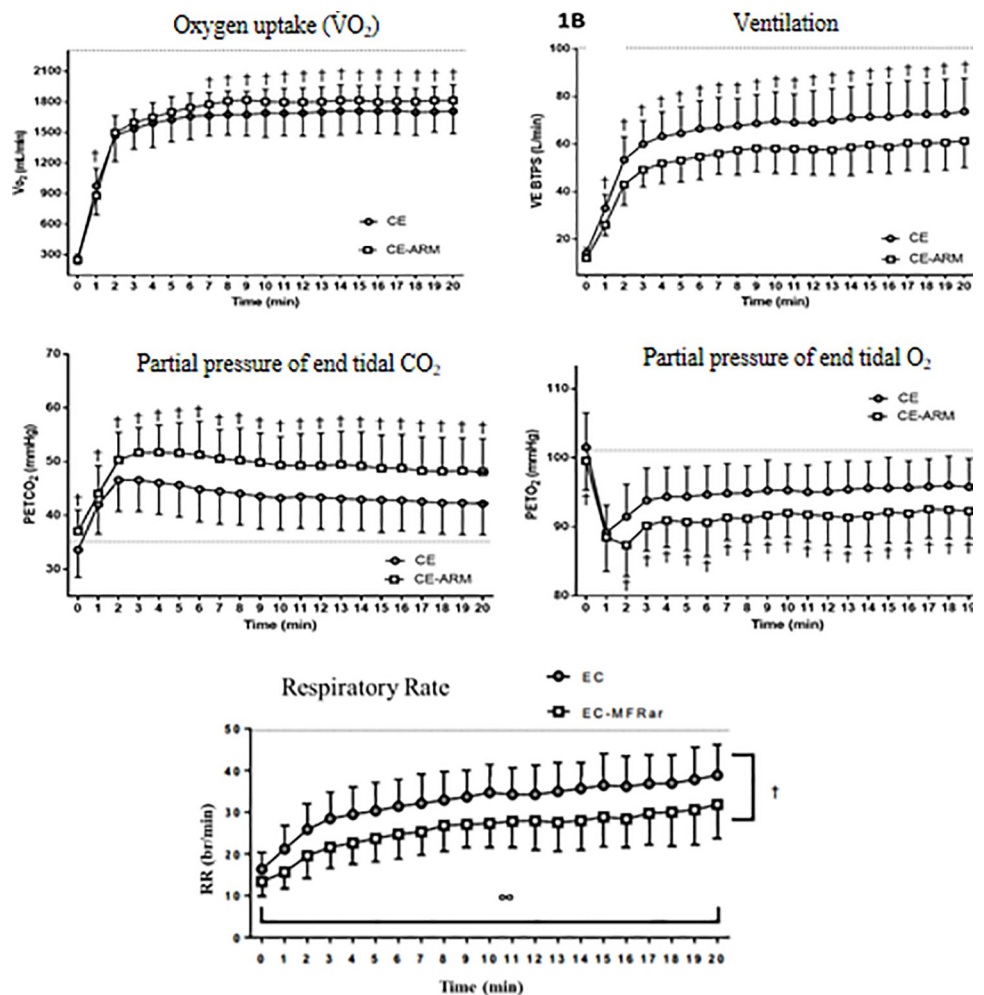 Oxygen uptake (V̇O₂)
2100
1800
1500
1200
900
600
300
Vo₂ (mL/min)
† † † † † † † † † † † † † † †
CE
CE-ARM
0 1 2 3 4 5 6 7 8 9 10 11 12 13 14 15 16 17 18 19 20
Time (min)
1B
Ventilation
100
80
60
40
20
VE BTPS (L/min)
† † † † † † † † † † † † † † † † † † † †
CE
CE-ARM
0 1 2 3 4 5 6 7 8 9 10 11 12 13 14 15 16 17 18 19 20
Time (min)
Partial pressure of end tidal CO₂
70
60
50
40
30
PETCO₂ (mmHg)
† † † † † † † † † † † † † † † † † † † † †
CE
CE-ARM
0 1 2 3 4 5 6 7 8 9 10 11 12 13 14 15 16 17 18 19 20
Time (min)
Partial pressure of end tidal O₂
110
100
90
80
PETO₂ (mmHg)
CE
CE-ARM
† † † † † † † † † † † † † † † † † † †
0 1 2 3 4 5 6 7 8 9 10 11 12 13 14 15 16 17 18 19
Time (min)
Respiratory Rate
EC
EC-MFRar
50
40
30
20
10
0
RR (br/min)
†
∞
0 1 2 3 4 5 6 7 8 9 10 11 12 13 14 15 16 17 18 19 20
Time (min)